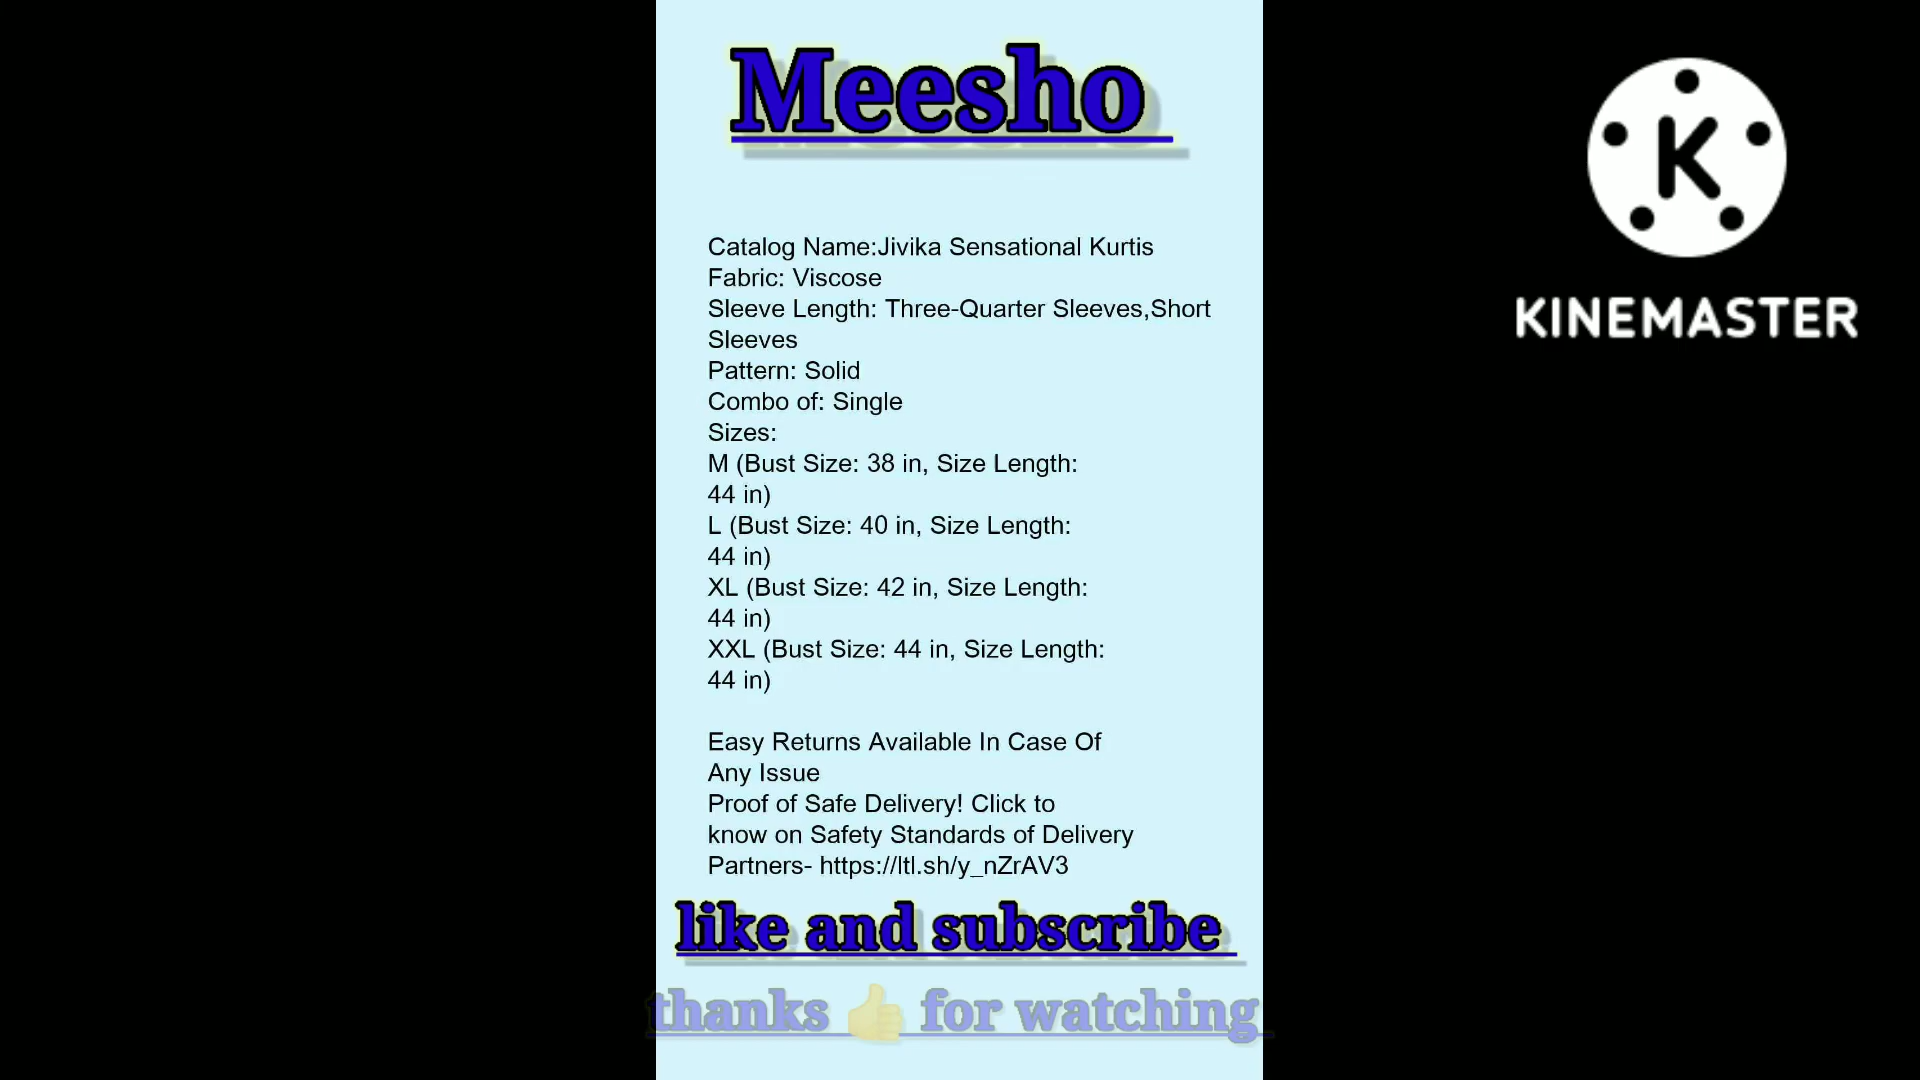 Meesho
K
KINEMASTER
Catalog Name:Jivika Sensational Kurtis
Fabric: Viscose
Sleeve Length: Three-Quarter Sleeves,Short
Sleeves
Pattern: Solid
Combo of: Single
Sizes:
M (Bust Size: 38 in, Size Length:
44 in)
L (Bust Size: 40 in, Size Length:
44 in)
XL (Bust Size: 42 in, Size Length:
44 in)
XXL (Bust Size: 44 in, Size Length:
44 in)
Easy Returns Available In Case Of
Any Issue
Proof of Safe Delivery! Click to
know on Safety Standards of Delivery
Partners- https://ltl.sh/y_nZrAV3
like and subscribe
thanks 👍 for watching